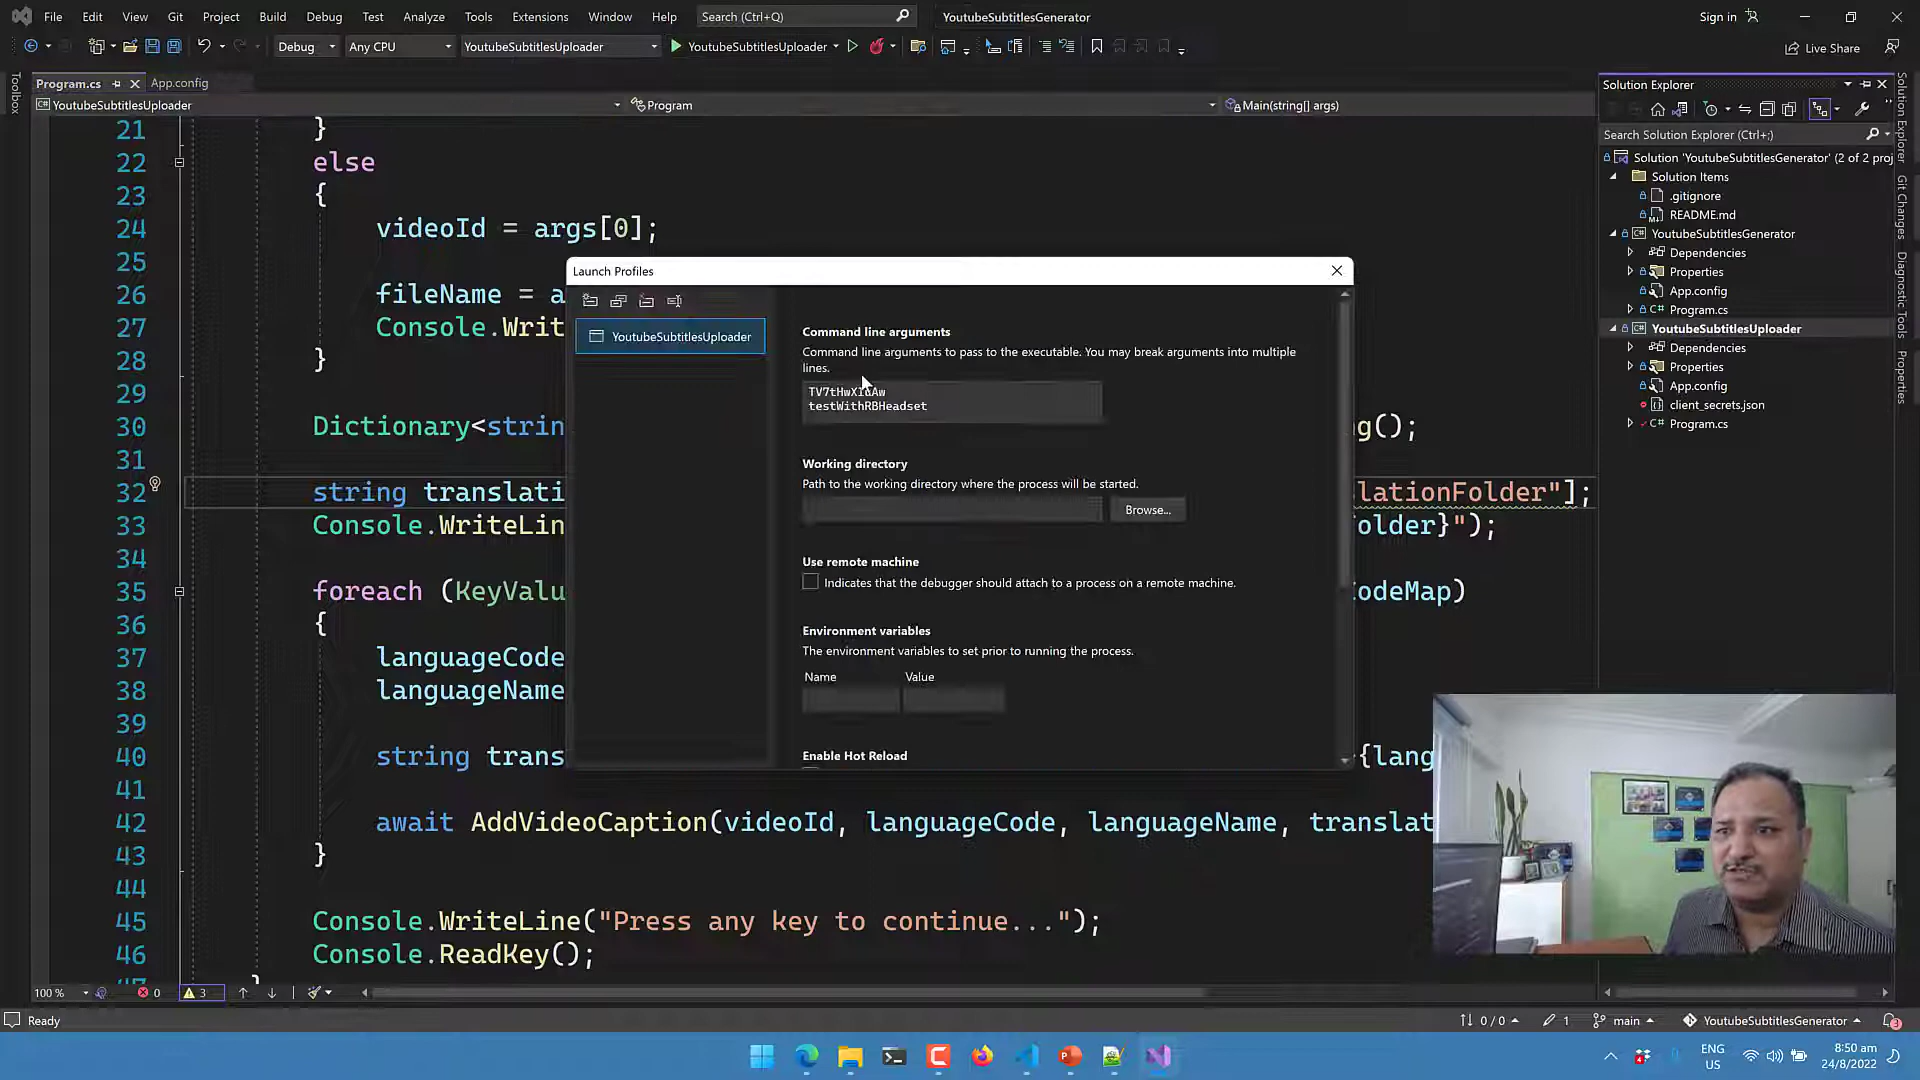 File Edit View Git Project Build Debug Test Analyze Tools Extensions Window Help Search (Ctrl+Q) YoutubeSubtitlesGenerator Sign in
Debug Any CPU YoutubeSubtitlesUploader YoutubeSubtitlesUploader Live Share
Toolbox
Program.cs App.config
YoutubeSubtitlesUploader Program Main(string[] args)
21 }
22 else
23 {
24 videoId = args[0];
25
26 fileName = a
27 Console.Writ
28 }
29
30 Dictionary<strin g();
31
32 string translati lationFolder"];
33 Console.WriteLin older}");
34
35 foreach (KeyValu odeMap)
36 {
37 languageCode
38 languageName
39
40 string trans {lang
41
42 await AddVideoCaption(videoId, languageCode, languageName, translat
43 }
44
45 Console.WriteLine("Press any key to continue...");
46 Console.ReadKey();
47 }
Launch Profiles
YoutubeSubtitlesUploader
Command line arguments
Command line arguments to pass to the executable. You may break arguments into multiple
lines.
testWithRBHeadset
Working directory
Path to the working directory where the process will be started.
Browse...
Use remote machine
Indicates that the debugger should attach to a process on a remote machine.
Environment variables
The environment variables to set prior to running the process.
Name Value
Enable Hot Reload
Solution Explorer
Search Solution Explorer (Ctrl+;)
Solution 'YoutubeSubtitlesGenerator' (2 of 2 proj
Solution Items
.gitignore
README.md
YoutubeSubtitlesGenerator
Dependencies
Properties
App.config
Program.cs
YoutubeSubtitlesUploader
Dependencies
Properties
App.config
client_secrets.json
Program.cs
Solution Explorer
Git Changes
Diagnostic Tools
Properties
100 % 0 3
Ready 0 / 0 1 main YoutubeSubtitlesGenerator 3
ENG
US
8:50 am
24/8/2022